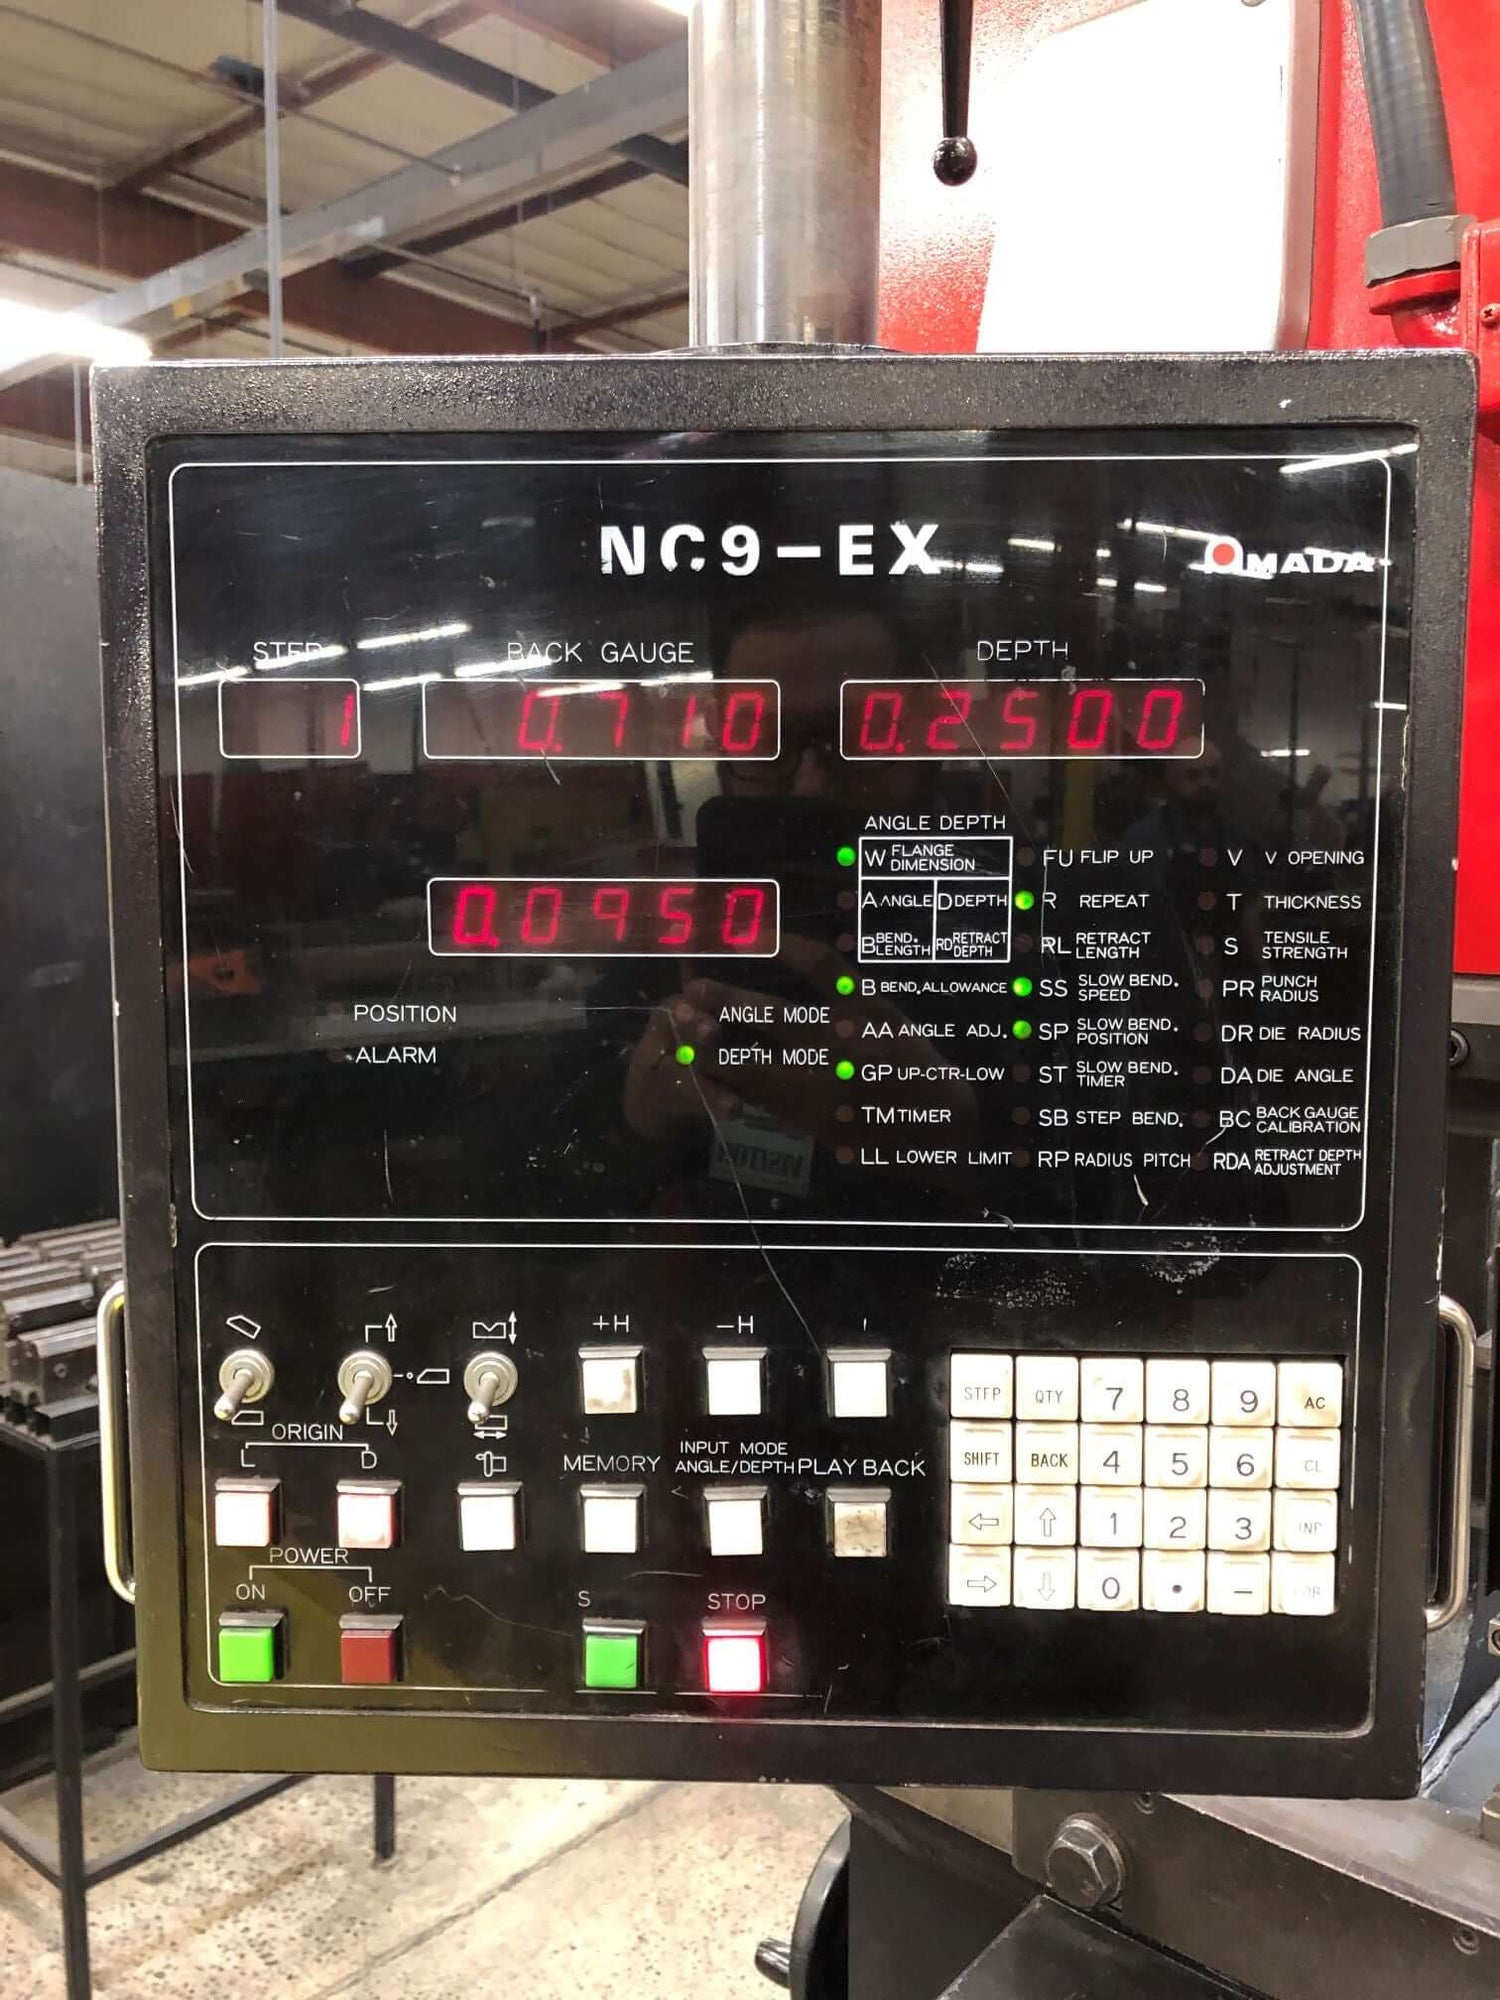 NC9-EX
AMADA
STEP BACK GAUGE DEPTH
1 0.710 0.2500
ANGLE DEPTH
W FLANGE DIMENSION
FU FLIP UP
V V OPENING
0.0950
A ANGLE D DEPTH
R REPEAT
T THICKNESS
B BEND. LENGTH RD RETRACT DEPTH
RL RETRACT LENGTH
S TENSILE STRENGTH
B BEND. ALLOWANCE
SS SLOW BEND. SPEED
PR PUNCH RADIUS
POSITION
ANGLE MODE
AA ANGLE ADJ.
SP SLOW BEND. POSITION
DR DIE RADIUS
ALARM
DEPTH MODE
GP UP-CTR-LOW
ST SLOW BEND. TIMER
DA DIE ANGLE
TM TIMER
SB STEP BEND.
BC BACK GAUGE CALIBRATION
LL LOWER LIMIT
RP RADIUS PITCH
RDA RETRACT DEPTH ADJUSTMENT
VISITOR
+H -H
STEP QTY 7 8 9 AC
ORIGIN
L D
MEMORY
INPUT MODE
ANGLE/DEPTH
PLAY BACK
SHIFT BACK 4 5 6 CL
← ↑ 1 2 3 INP
POWER
ON OFF
S STOP
→ ↓ 0 . -